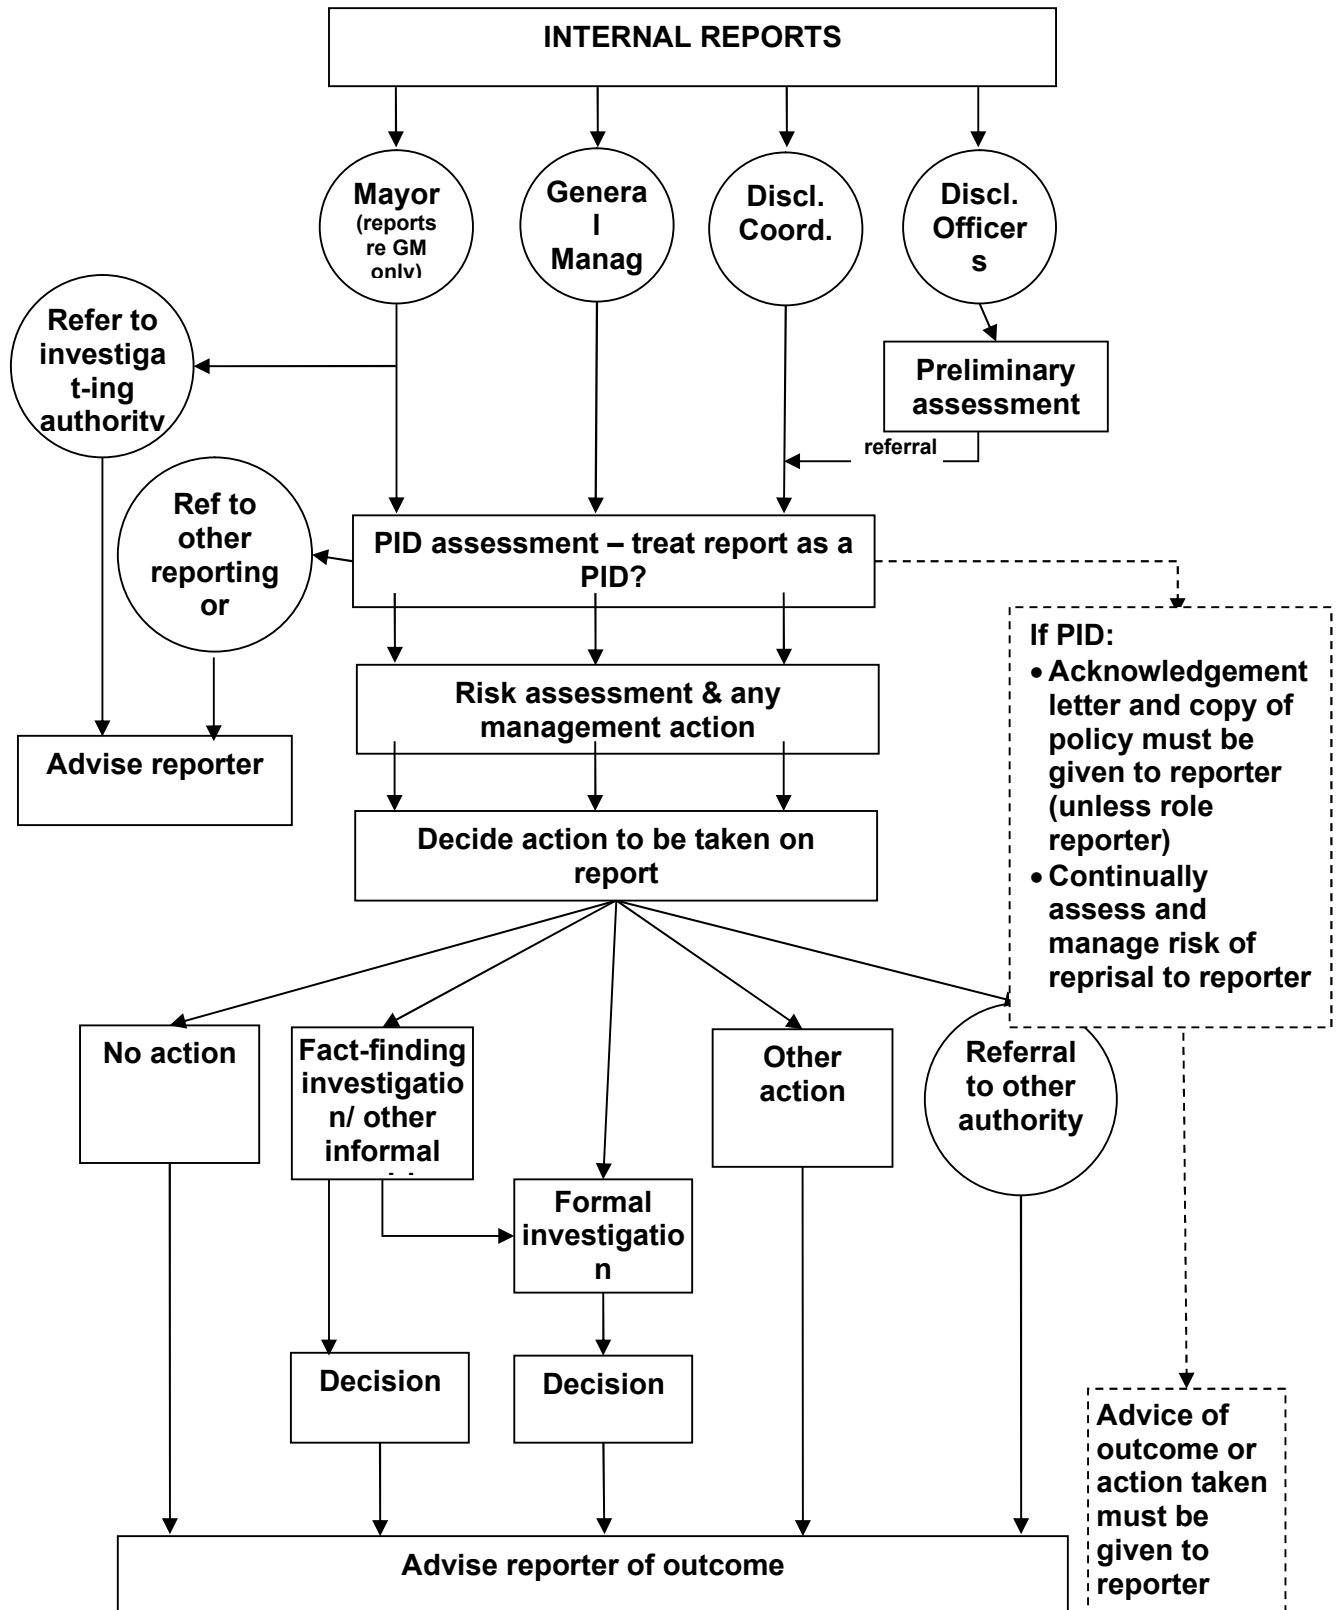 INTERNAL REPORTS
Mayor
(reports
re GM
only)
Genera
l
Manag
Discl.
Coord.
Discl.
Officer
s
Refer to
investiga
t-ing
authority
Preliminary
assessment
referral
Ref to
other
reporting
or
PID assessment – treat report as a
PID?
If PID:
• Acknowledgement
letter and copy of
policy must be
given to reporter
(unless role
reporter)
• Continually
assess and
manage risk of
reprisal to reporter
Risk assessment & any
management action
Advise reporter
Decide action to be taken on
report
No action
Fact-finding
investigatio
n/ other
informal
Other
action
Referral
to other
authority
Formal
investigatio
n
Decision
Decision
Advice of
outcome or
action taken
must be
given to
reporter
Advise reporter of outcome